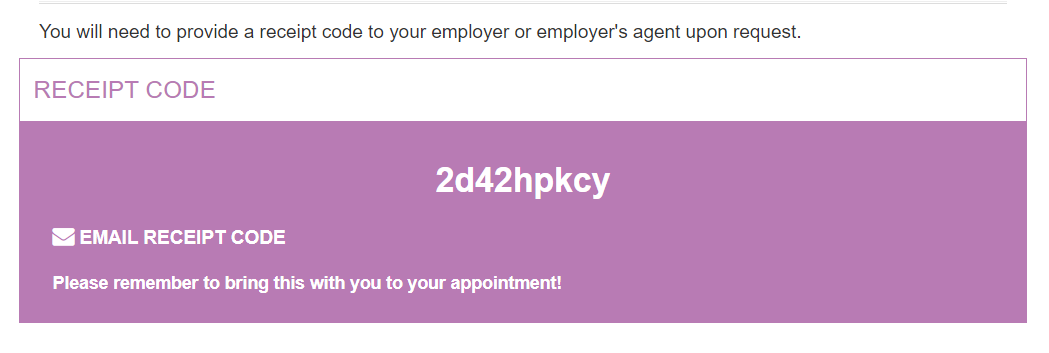 You will need to provide a receipt code to your employer or employer's agent upon request.
RECEIPT CODE
2d42hpkcy
EMAIL RECEIPT CODE
Please remember to bring this with you to your appointment!